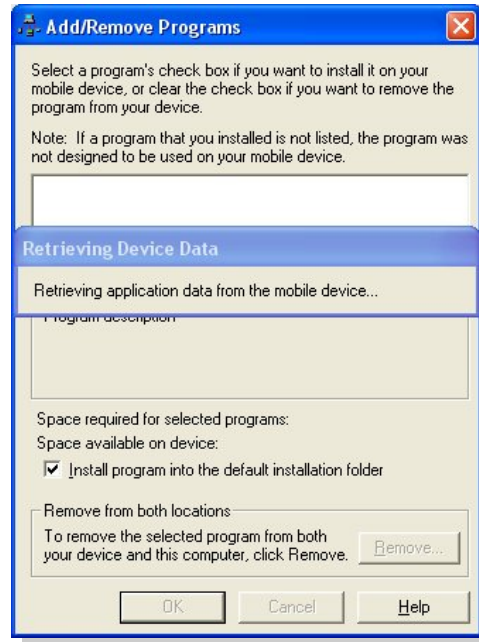 Add/Remove Programs
Select a program's check box if you want to install it on your
mobile device, or clear the check box if you want to remove the
program from your device.
Note: If a program that you installed is not listed, the program was
not designed to be used on your mobile device.
Retrieving Device Data
Retrieving application data from the mobile device...
Program description
Space required for selected programs:
Space available on device:
Install program into the default installation folder
Remove from both locations
To remove the selected program from both
your device and this computer, click Remove.
Remove...
OK
Cancel
Help